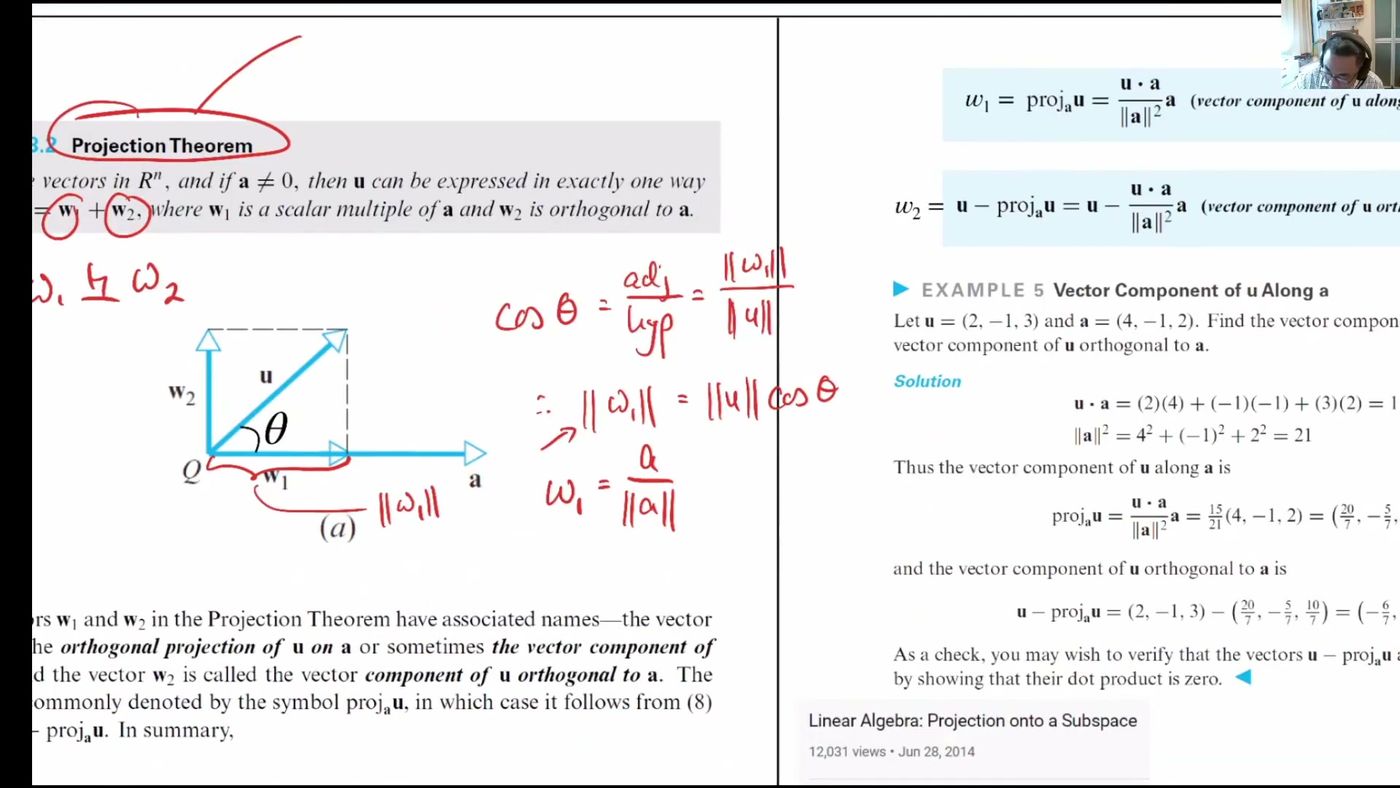 3.2 Projection Theorem
vectors in Rⁿ, and if a ≠ 0, then u can be expressed in exactly one way
= w₁ + w₂, where w₁ is a scalar multiple of a and w₂ is orthogonal to a.
ω₁ ω₂
cos θ = adj/hyp = ‖ω₁‖/‖u‖
∴ ‖ω₁‖ = ‖u‖ cos θ
ω₁ = a/‖a‖
w₂
u
θ
Q
w₁
a
‖ω₁‖
(a)
rs w₁ and w₂ in the Projection Theorem have associated names—the vector
he orthogonal projection of u on a or sometimes the vector component of
d the vector w₂ is called the vector component of u orthogonal to a. The
ommonly denoted by the symbol projₐu, in which case it follows from (8)
– projₐu. In summary,
w₁ = projₐu = (u · a)/‖a‖² a (vector component of u along
w₂ = u − projₐu = u − (u · a)/‖a‖² a (vector component of u ort
▶ EXAMPLE 5 Vector Component of u Along a
Let u = (2, −1, 3) and a = (4, −1, 2). Find the vector compon
vector component of u orthogonal to a.
Solution
u · a = (2)(4) + (−1)(−1) + (3)(2) = 1
‖a‖² = 4² + (−1)² + 2² = 21
Thus the vector component of u along a is
projₐu = (u · a)/‖a‖² a = 15/21(4, −1, 2) = (20/7, −5/7,
and the vector component of u orthogonal to a is
u − projₐu = (2, −1, 3) − (20/7, −5/7, 10/7) = (−6/7,
As a check, you may wish to verify that the vectors u − projₐu a
by showing that their dot product is zero. ◀
Linear Algebra: Projection onto a Subspace
12,031 views • Jun 28, 2014